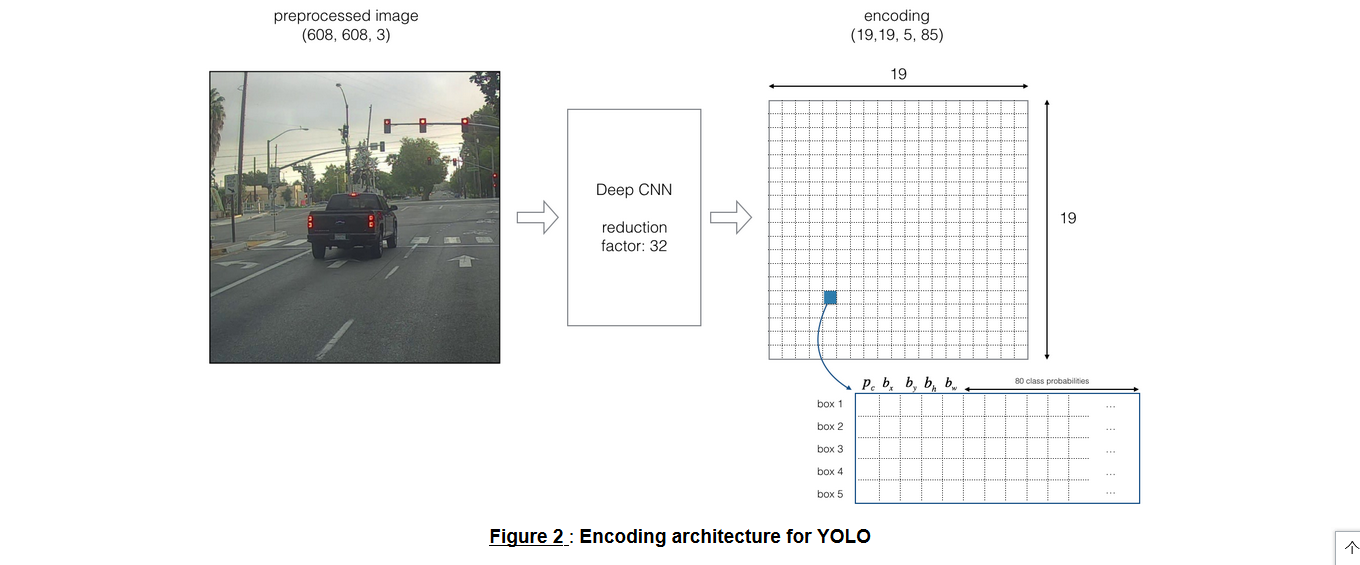 preprocessed image
(608, 608, 3)
encoding
(19,19, 5, 85)
19
Deep CNN
reduction
factor: 32
19
p_c b_x b_y b_h b_w
80 class probabilities
box 1 ...
box 2 ...
box 3 ...
box 4 ...
box 5 ...
Figure 2 : Encoding architecture for YOLO